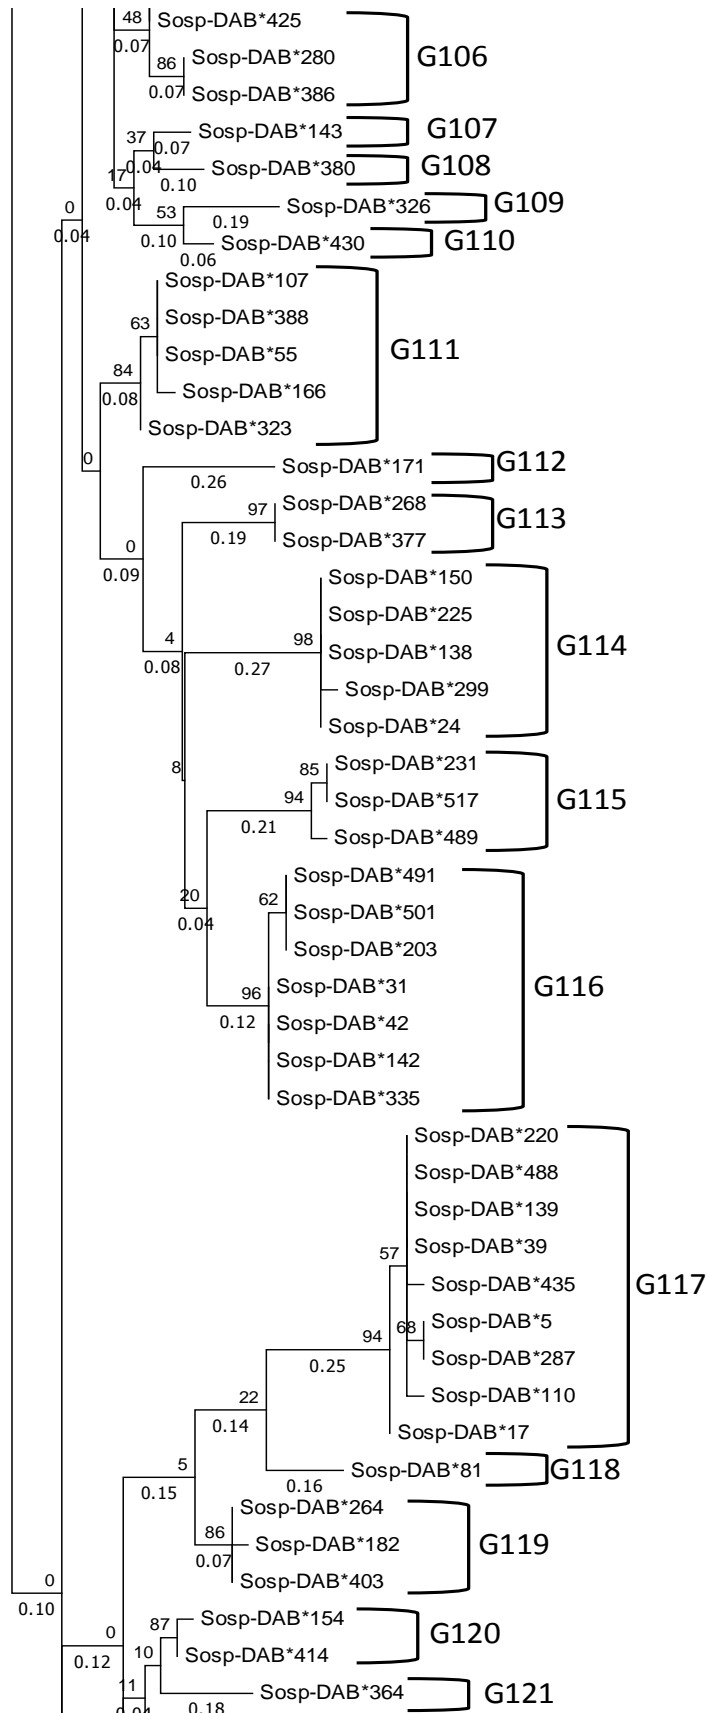 48 Sosp-DAB*425
0.07
G106
86 Sosp-DAB*280
0.07 Sosp-DAB*386
37 Sosp-DAB*143 G107
0.07
17 0.04 Sosp-DAB*380 G108
0.10
0.04
0 Sosp-DAB*326 G109
53 0.19
0.04 0.10 Sosp-DAB*430 G110
0.06
Sosp-DAB*107
63 Sosp-DAB*388
Sosp-DAB*55 G111
84 Sosp-DAB*166
0.08
Sosp-DAB*323
0 Sosp-DAB*171 G112
0.26
97 Sosp-DAB*268 G113
0.19 Sosp-DAB*377
0
0.09
Sosp-DAB*150
Sosp-DAB*225
4 98 Sosp-DAB*138 G114
0.08 0.27
Sosp-DAB*299
Sosp-DAB*24
8 85 Sosp-DAB*231
94 Sosp-DAB*517 G115
0.21
Sosp-DAB*489
Sosp-DAB*491
20 62 Sosp-DAB*501
0.04
Sosp-DAB*203
96 Sosp-DAB*31 G116
0.12 Sosp-DAB*42
Sosp-DAB*142
Sosp-DAB*335
Sosp-DAB*220
Sosp-DAB*488
Sosp-DAB*139
57 Sosp-DAB*39
Sosp-DAB*435 G117
68 Sosp-DAB*5
94
0.25 Sosp-DAB*287
22 Sosp-DAB*110
0.14 Sosp-DAB*17
5 Sosp-DAB*81 G118
0.15 0.16
Sosp-DAB*264
86 Sosp-DAB*182 G119
0.07
0 Sosp-DAB*403
0.10
87 Sosp-DAB*154
0 G120
10 Sosp-DAB*414
0.12
11 Sosp-DAB*364 G121
0.04 0.18